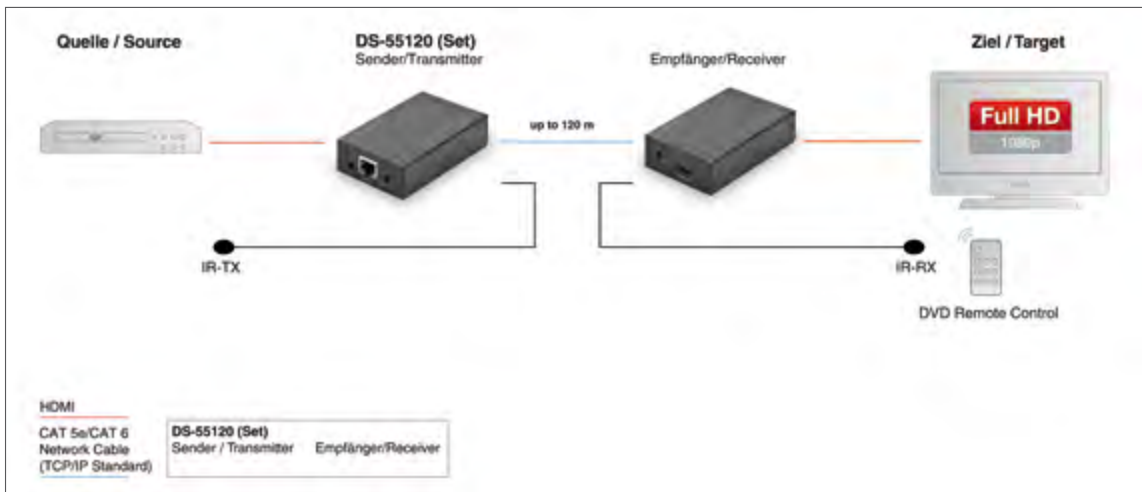 Quelle / Source
DS-55120 (Set)
Sender/Transmitter
Empfänger/Receiver
Ziel / Target
up to 120 m
Full HD
1080p
IR-TX
IR-RX
DVD Remote Control
HDMI
CAT 5e/CAT 6
Network Cable
(TCP/IP Standard)
DS-55120 (Set)
Sender / Transmitter Empfänger/Receiver